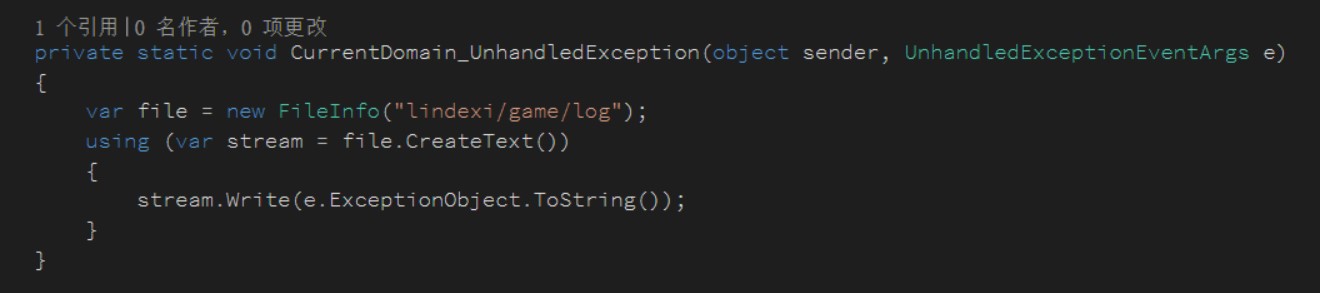 1 个引用|0 名作者，0 项更改
private static void CurrentDomain_UnhandledException(object sender, UnhandledExceptionEventArgs e)
{
    var file = new FileInfo("lindexi/game/log");
    using (var stream = file.CreateText())
    {
        stream.Write(e.ExceptionObject.ToString());
    }
}